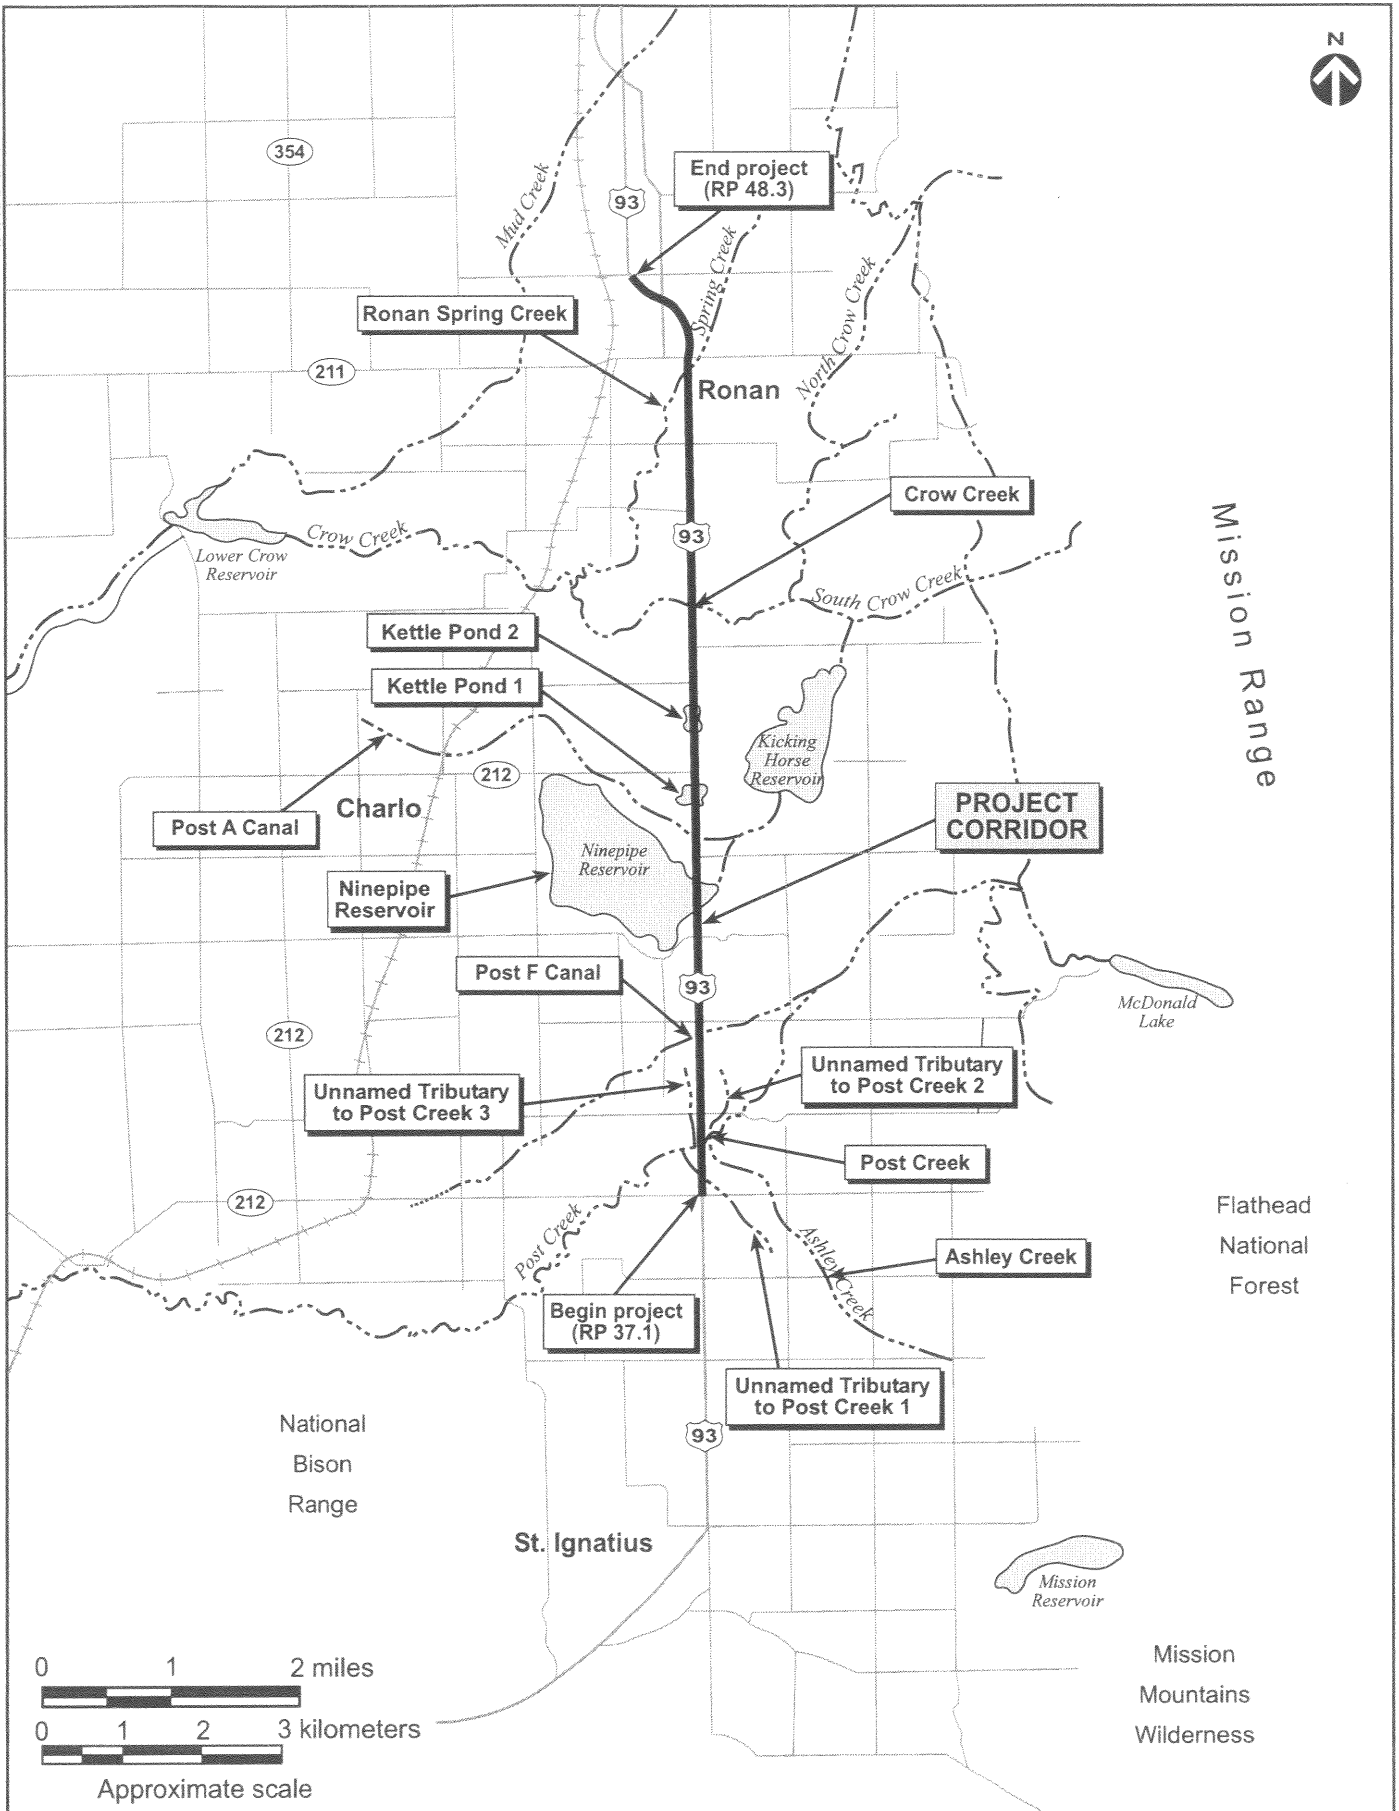 N
354
End project
(RP 48.3)
93
Mud Creek
Spring Creek
North Crow Creek
Ronan Spring Creek
211
Ronan
Crow Creek
Mission Range
93
Crow Creek
Lower Crow
Reservoir
South Crow Creek
Kettle Pond 2
Kettle Pond 1
Kicking
Horse
Reservoir
212
Charlo
PROJECT
CORRIDOR
Post A Canal
Ninepipe
Reservoir
Ninepipe
Reservoir
Post F Canal
93
McDonald
Lake
212
Unnamed Tributary
to Post Creek 2
Unnamed Tributary
to Post Creek 3
Post Creek
212
Post Creek
Ashley Creek
Ashley Creek
Flathead
National
Forest
Begin project
(RP 37.1)
Unnamed Tributary
to Post Creek 1
National
Bison
Range
93
St. Ignatius
Mission
Reservoir
Mission
Mountains
Wilderness
0 1 2 miles
0 1 2 3 kilometers
Approximate scale